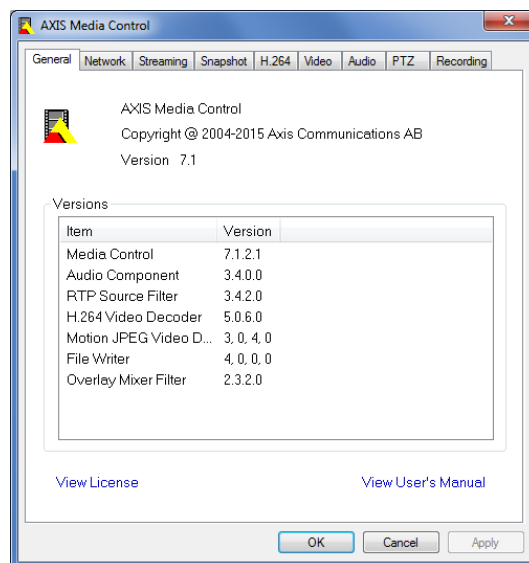 AXIS Media Control
General Network Streaming Snapshot H.264 Video Audio PTZ Recording
AXIS Media Control
Copyright @ 2004-2015 Axis Communications AB
Version 7.1
Versions
Item Version
Media Control 7.1.2.1
Audio Component 3.4.0.0
RTP Source Filter 3.4.2.0
H.264 Video Decoder 5.0.6.0
Motion JPEG Video D... 3, 0, 4, 0
File Writer 4, 0, 0, 0
Overlay Mixer Filter 2.3.2.0
View License View User's Manual
OK Cancel Apply